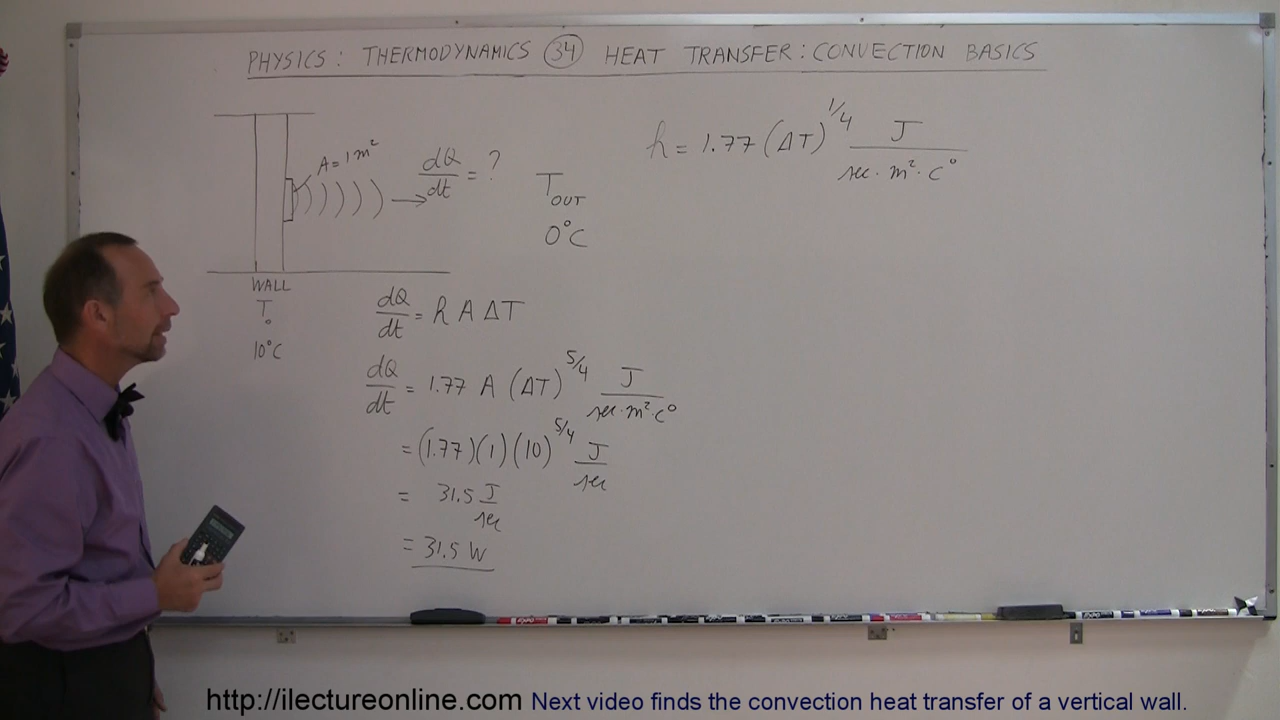 PHYSICS: THERMODYNAMICS 34 HEAT TRANSFER: CONVECTION BASICS
h = 1.77 (ΔT)^1/4 J / sec·m²·C°
A = 1 m²
dQ/dt = ?
T OUT
0°C
WALL
T
10°C
dQ/dt = h A ΔT
dQ/dt = 1.77 A (ΔT)^5/4 J / sec·m²·C°
= (1.77)(1)(10)^5/4 J/sec
= 31.5 J/sec
= 31.5 W
http://ilectureonline.com Next video finds the convection heat transfer of a vertical wall.